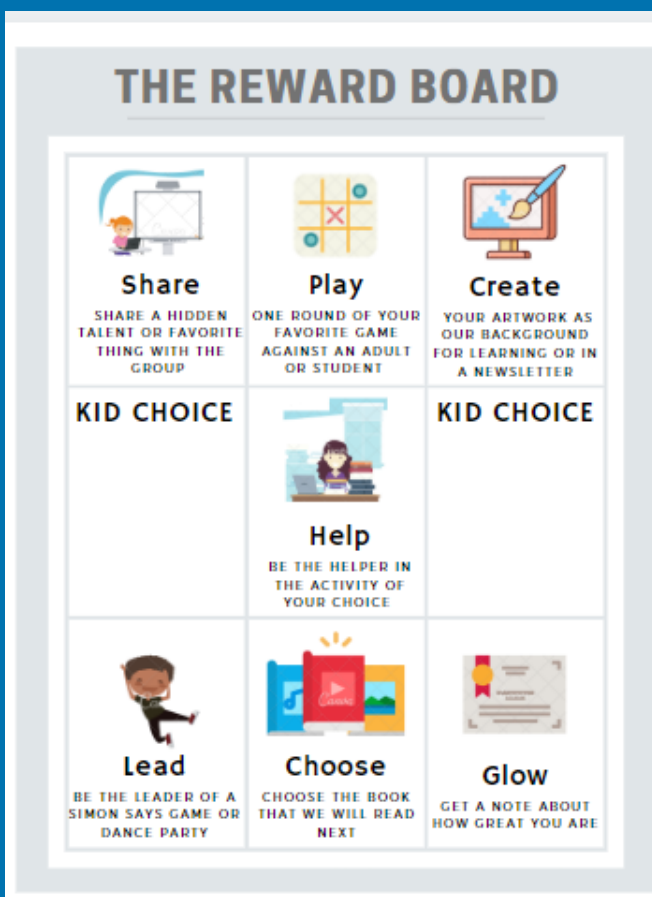 THE REWARD BOARD
Share
SHARE A HIDDEN
TALENT OR FAVORITE
THING WITH THE
GROUP
Play
ONE ROUND OF YOUR
FAVORITE GAME
AGAINST AN ADULT
OR STUDENT
Create
YOUR ARTWORK AS
OUR BACKGROUND
FOR LEARNING OR IN
A NEWSLETTER
KID CHOICE
Help
BE THE HELPER IN
THE ACTIVITY OF
YOUR CHOICE
KID CHOICE
Lead
BE THE LEADER OF A
SIMON SAYS GAME OR
DANCE PARTY
Canva
Choose
CHOOSE THE BOOK
THAT WE WILL READ
NEXT
Glow
GET A NOTE ABOUT
HOW GREAT YOU ARE